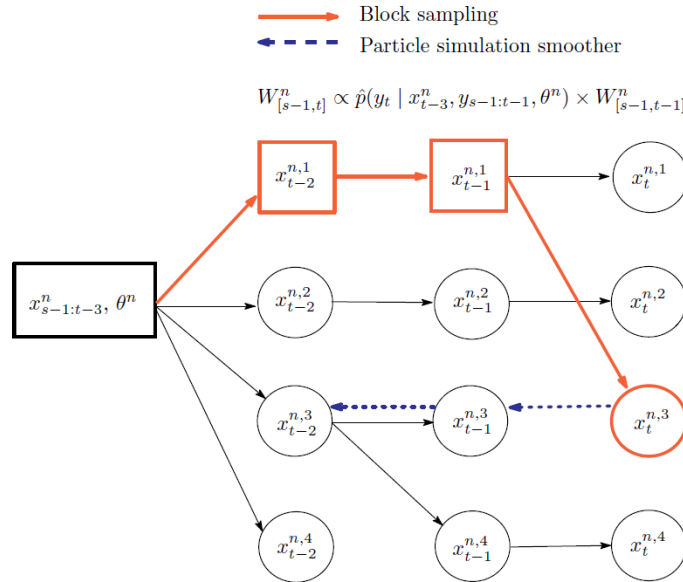 Block sampling
Particle simulation smoother
W^n_{[s−1,t]} ∝ p̂(y_t | x^n_{t−3}, y_{s−1:t−1}, θ^n) × W^n_{[s−1,t−1]}
x^{n,1}_{t−2} x^{n,1}_{t−1} x^{n,1}_t
x^n_{s−1:t−3}, θ^n x^{n,2}_{t−2} x^{n,2}_{t−1} x^{n,2}_t
x^{n,3}_{t−2} x^{n,3}_{t−1} x^{n,3}_t
x^{n,4}_{t−2} x^{n,4}_{t−1} x^{n,4}_t